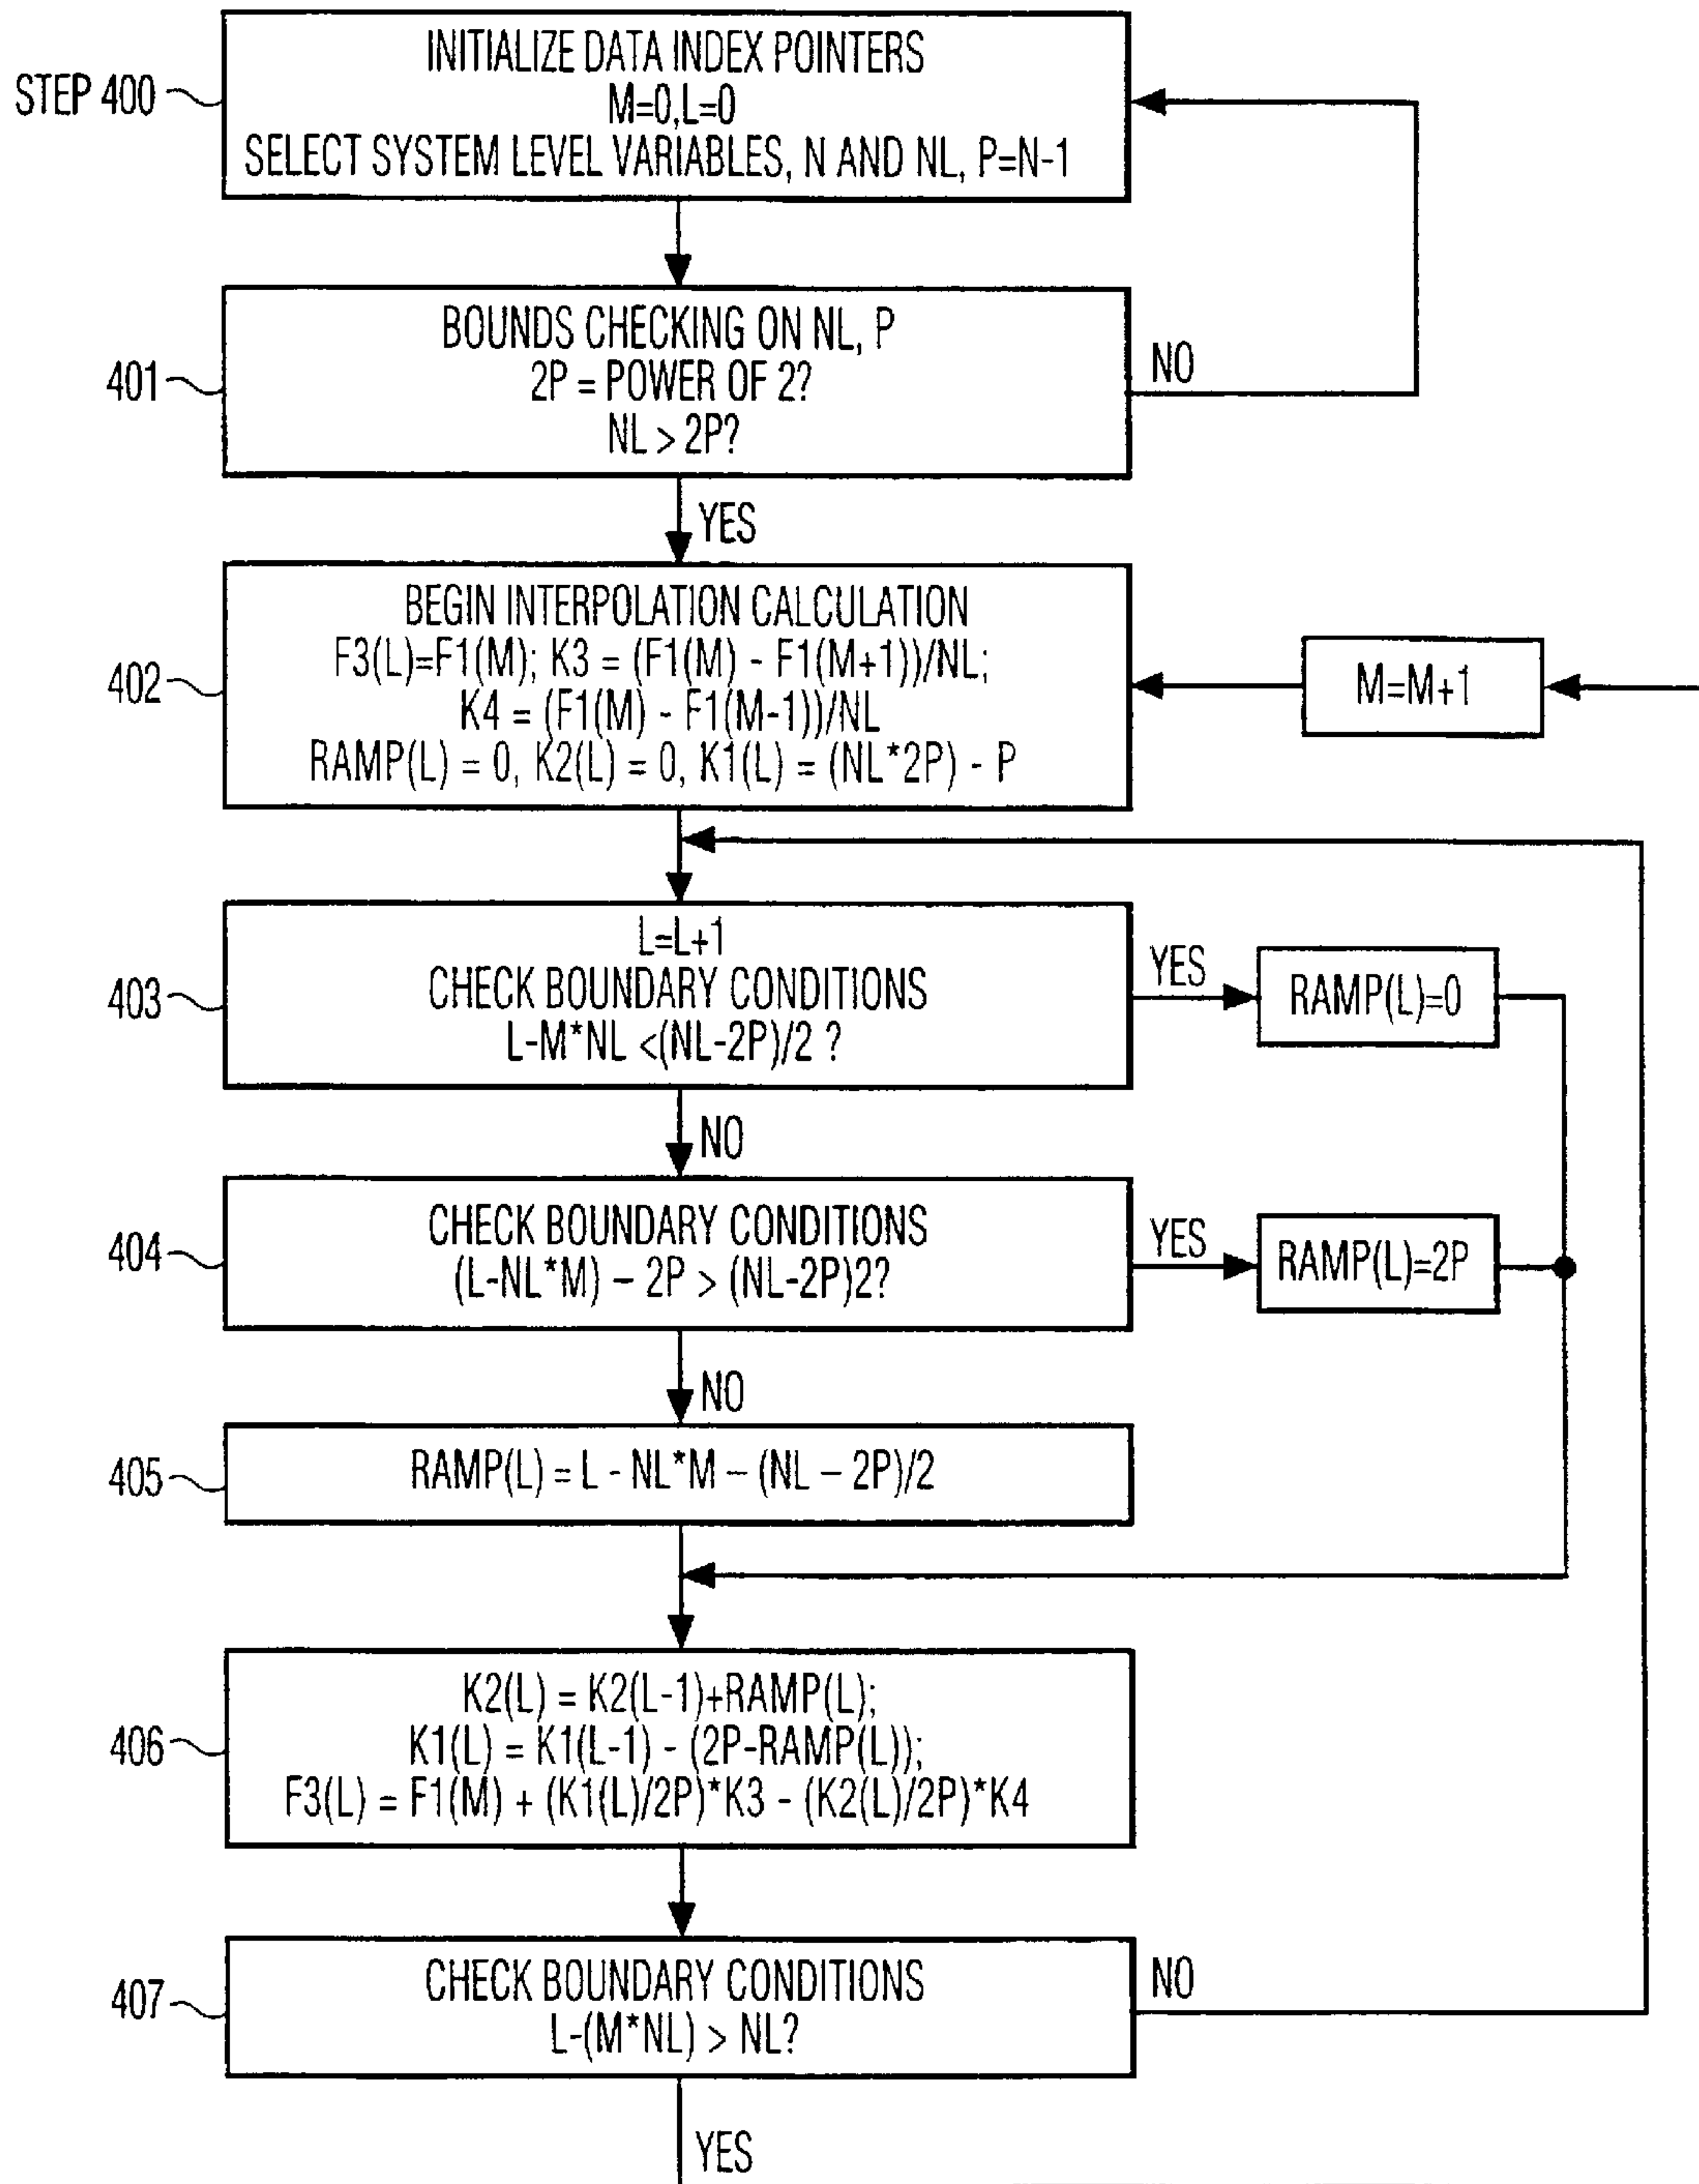 STEP 400
INITIALIZE DATA INDEX POINTERS
M=0,L=0
SELECT SYSTEM LEVEL VARIABLES, N AND NL, P=N-1
401
BOUNDS CHECKING ON NL, P
2P = POWER OF 2?
NL > 2P?
NO
YES
402
BEGIN INTERPOLATION CALCULATION
F3(L)=F1(M); K3 = (F1(M) - F1(M+1))/NL;
K4 = (F1(M) - F1(M-1))/NL
RAMP(L) = 0, K2(L) = 0, K1(L) = (NL*2P) - P
M=M+1
403
L=L+1
CHECK BOUNDARY CONDITIONS
L-M*NL <(NL-2P)/2 ?
YES
RAMP(L)=0
NO
404
CHECK BOUNDARY CONDITIONS
(L-NL*M) – 2P > (NL-2P)2?
YES
RAMP(L)=2P
NO
405
RAMP(L) = L - NL*M – (NL – 2P)/2
406
K2(L) = K2(L-1)+RAMP(L);
K1(L) = K1(L-1) - (2P-RAMP(L));
F3(L) = F1(M) + (K1(L)/2P)*K3 - (K2(L)/2P)*K4
407
CHECK BOUNDARY CONDITIONS
L-(M*NL) > NL?
NO
YES